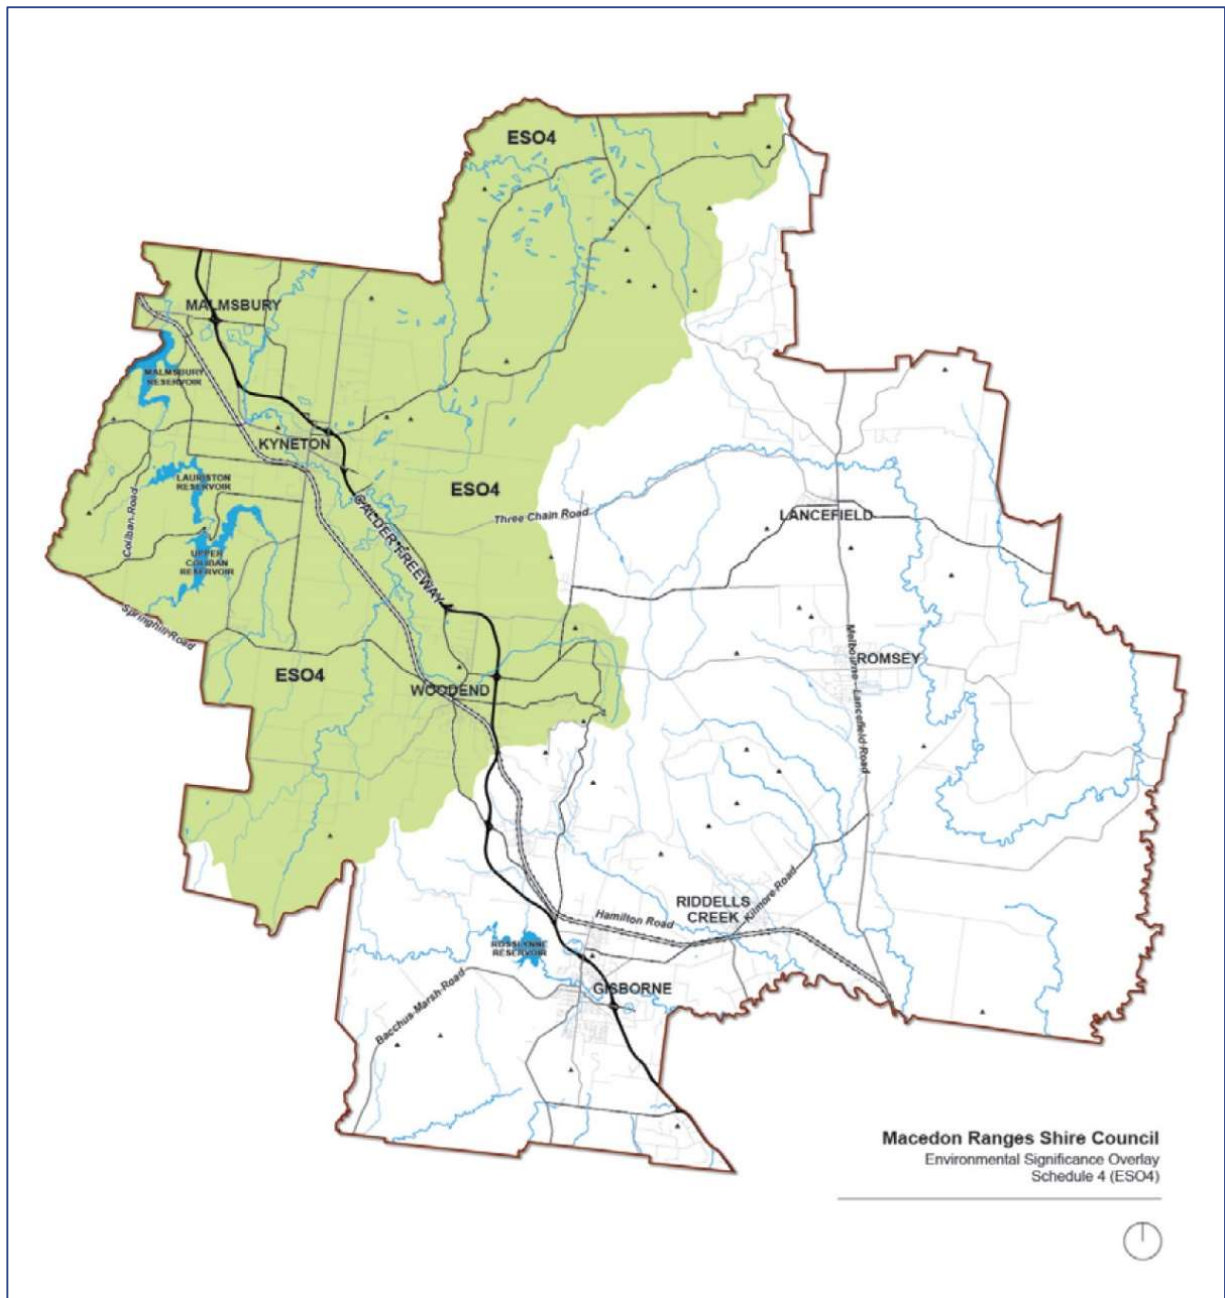 ESO4
MALMSBURY
MALMSBURY
RESERVOIR
KYNETON
LAURISTON
RESERVOIR
ESO4
Coliban Road
CALDER FREEWAY
Three Chain Road
LANCEFIELD
UPPER
COLIBAN
RESERVOIR
Springhill Road
Melbourne - Lancefield Road
ROMSEY
ESO4
WOODEND
RIDDELLS
CREEK
Kilmore Road
Hamilton Road
ROSSLYNNE
RESERVOIR
GISBORNE
Bacchus Marsh Road
Macedon Ranges Shire Council
Environmental Significance Overlay
Schedule 4 (ESO4)